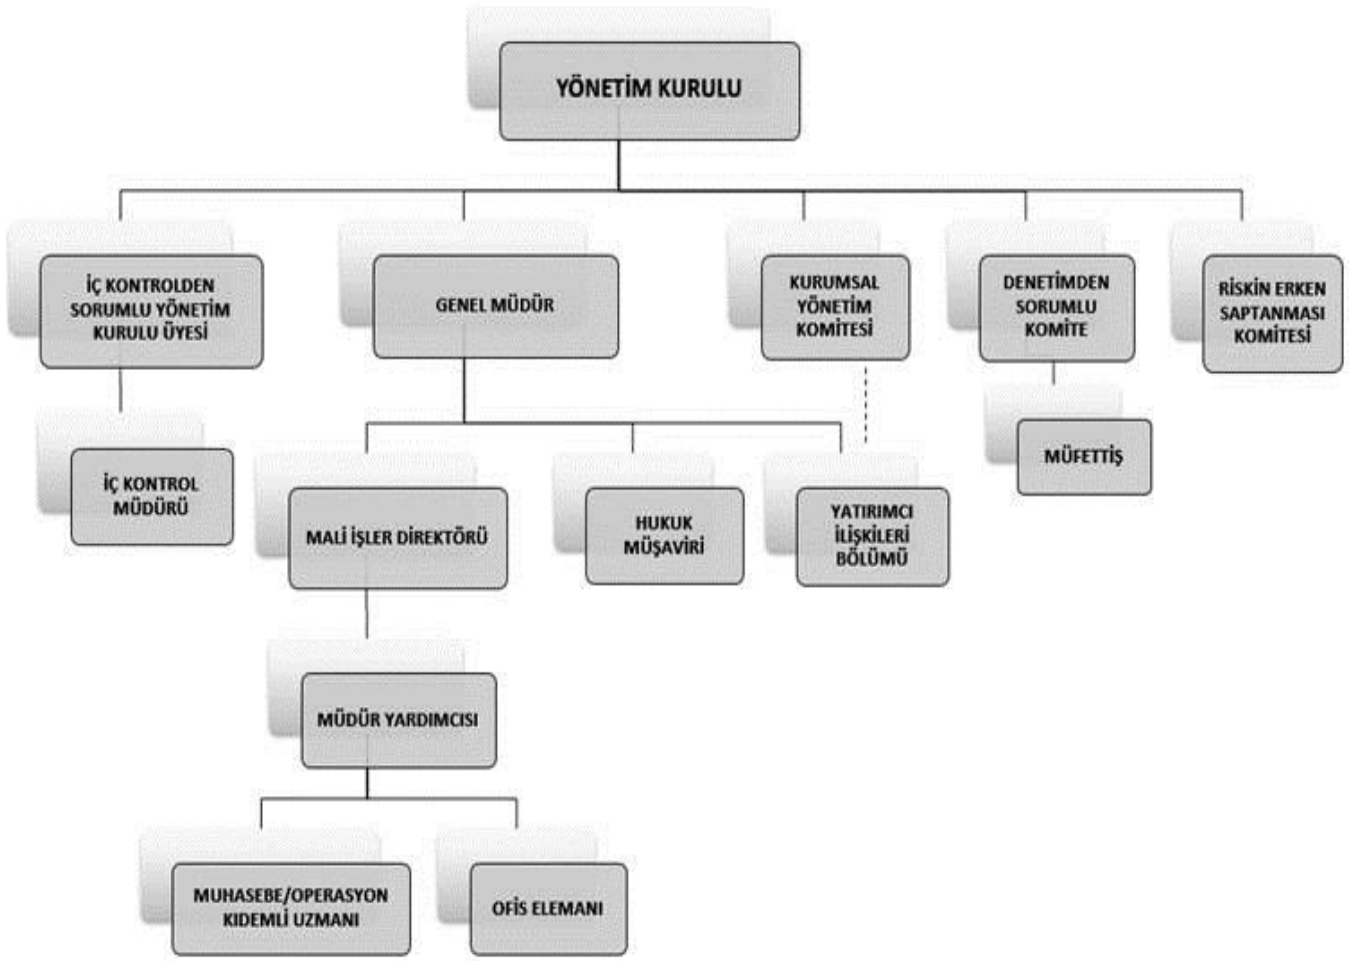 YÖNETİM KURULU
İÇ KONTROLDEN
SORUMLU YÖNETİM
KURULU ÜYESİ
GENEL MÜDÜR
KURUMSAL
YÖNETİM
KOMİTESİ
DENETİMDEN
SORUMLU
KOMİTE
RİSKİN ERKEN
SAPTANMASI
KOMİTESİ
İÇ KONTROL
MÜDÜRÜ
MALİ İŞLER DİREKTÖRÜ
HUKUK
MÜŞAVİRİ
YATIRIMCI
İLİŞKİLERİ
BÖLÜMÜ
MÜFETTİŞ
MÜDÜR YARDIMCISI
MUHASEBE/OPERASYON
KIDEMLİ UZMANI
OFİS ELEMANI